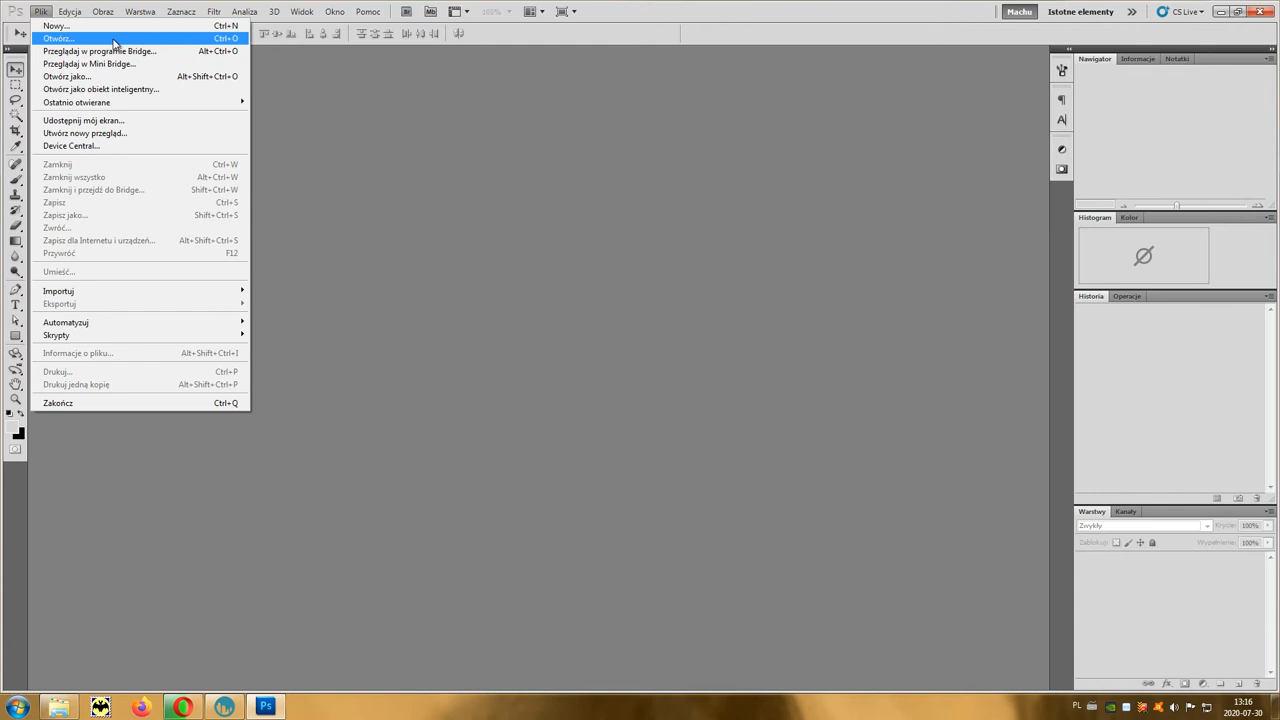 Ps Plik Edycja Obraz Warstwa Zaznacz Filtr Analiza 3D Widok Okno Pomoc Br Mb 100% Machu Istotne elementy CS Live
Nowy... Ctrl+N
Otwórz... Ctrl+O
Przeglądaj w programie Bridge... Alt+Ctrl+O
Przeglądaj w Mini Bridge...
Otwórz jako... Alt+Shift+Ctrl+O
Otwórz jako obiekt inteligentny...
Ostatnio otwierane
Udostępnij mój ekran...
Utwórz nowy przegląd...
Device Central...
Zamknij Ctrl+W
Zamknij wszystko Alt+Ctrl+W
Zamknij i przejdź do Bridge... Shift+Ctrl+W
Zapisz Ctrl+S
Zapisz jako... Shift+Ctrl+S
Zwróć...
Zapisz dla Internetu i urządzeń... Alt+Shift+Ctrl+S
Przywróć F12
Umieść...
Importuj
Eksportuj
Automatyzuj
Skrypty
Informacje o pliku... Alt+Shift+Ctrl+I
Drukuj... Ctrl+P
Drukuj jedną kopię Alt+Shift+Ctrl+P
Zakończ Ctrl+Q
Nawigator Informacje Notatki
Histogram Kolor
Historia Operacje
Warstwy Kanały
Zwykły Krycie: 100%
Zablokuj: Wypełnienie: 100%
Ps PL 13:16
2020-07-30